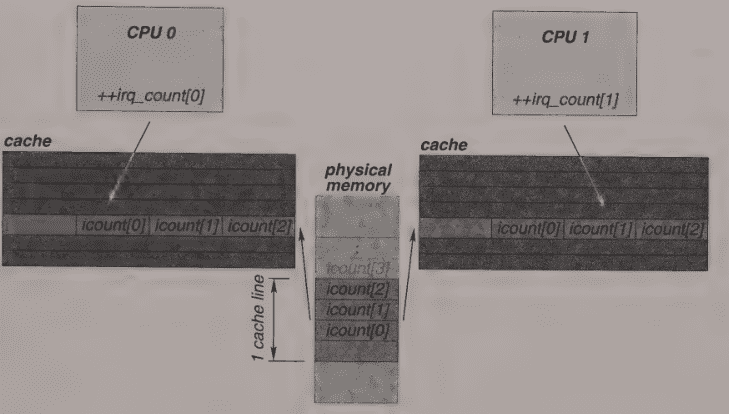 CPU 0
++irq_count[0]
CPU 1
++irq_count[1]
cache
cache
physical
memory
icount[0] icount[1] icount[2]
icount[0] icount[1] icount[2]
icount[3]
icount[2]
icount[1]
icount[0]
1 cache line